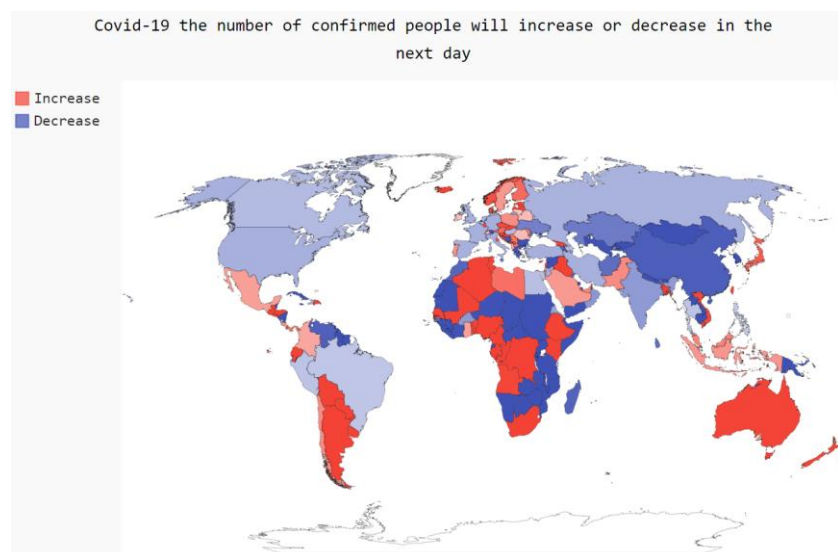 Covid-19 the number of confirmed people will increase or decrease in the
next day
Increase
Decrease